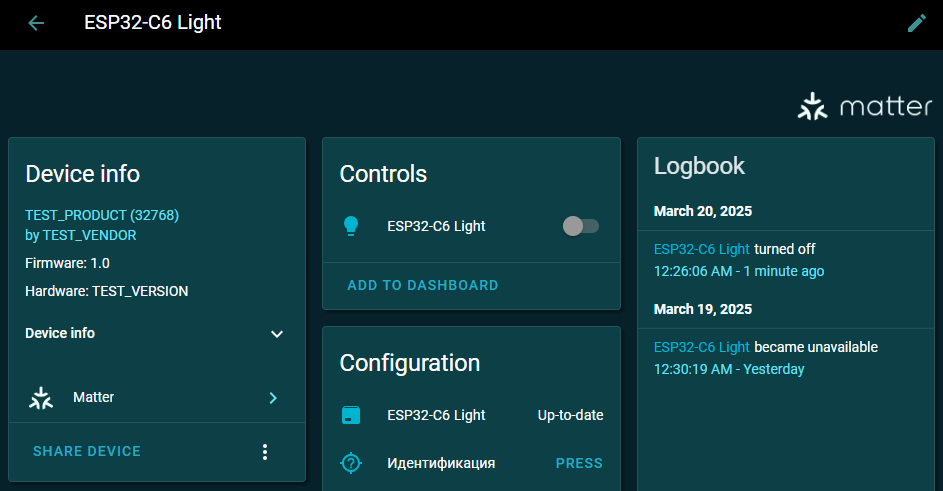 ESP32-C6 Light
matter
Device info
TEST_PRODUCT (32768)
by TEST_VENDOR
Firmware: 1.0
Hardware: TEST_VERSION
Device info
Matter
SHARE DEVICE
Controls
ESP32-C6 Light
ADD TO DASHBOARD
Configuration
ESP32-C6 Light Up-to-date
Идентификация PRESS
Logbook
March 20, 2025
ESP32-C6 Light turned off
12:26:06 AM - 1 minute ago
March 19, 2025
ESP32-C6 Light became unavailable
12:30:19 AM - Yesterday